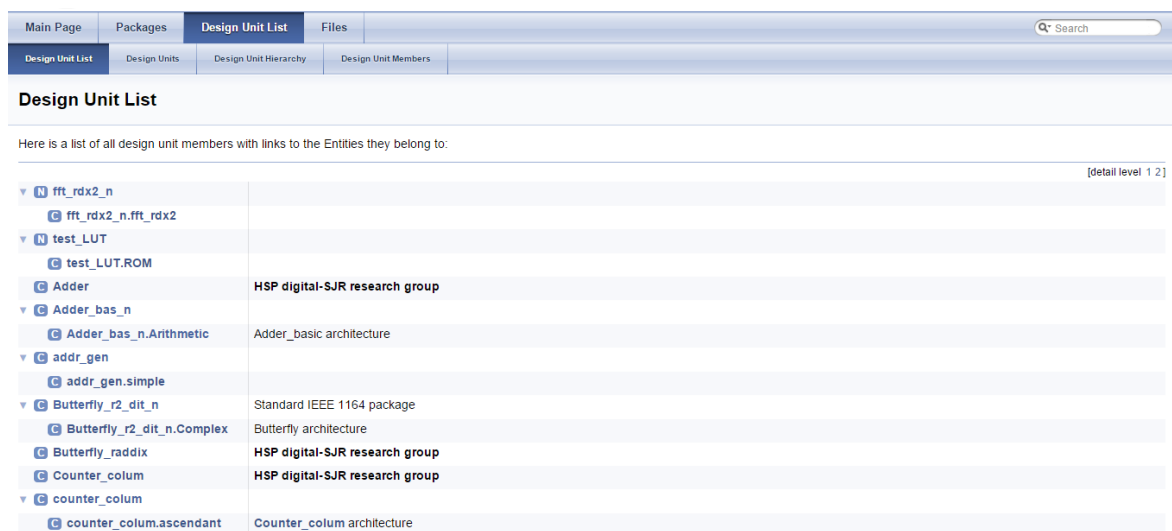 Main Page Packages Design Unit List Files Search
Design Unit List Design Units Design Unit Hierarchy Design Unit Members
Design Unit List
Here is a list of all design unit members with links to the Entities they belong to:
[detail level 1 2]
N fft_rdx2_n
C fft_rdx2_n.fft_rdx2
N test_LUT
C test_LUT.ROM
C Adder HSP digital-SJR research group
C Adder_bas_n
C Adder_bas_n.Arithmetic Adder_basic architecture
C addr_gen
C addr_gen.simple
C Butterfly_r2_dit_n Standard IEEE 1164 package
C Butterfly_r2_dit_n.Complex Butterfly architecture
C Butterfly_raddix HSP digital-SJR research group
C Counter_colum HSP digital-SJR research group
C counter_colum
C counter_colum.ascendant Counter_colum architecture